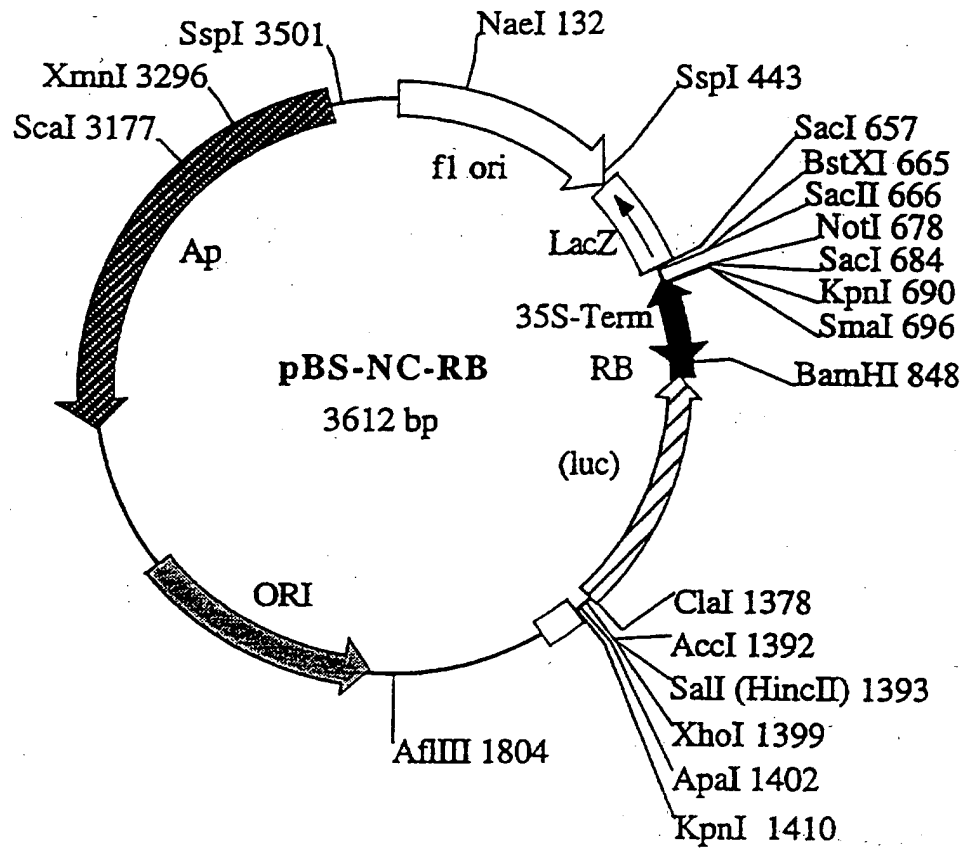 NaeI 132
SspI 3501
XmnI 3296
SspI 443
ScaI 3177
SacI 657
BstXI 665
SacII 666
f1 ori
NotI 678
LacZ
Ap
SacI 684
KpnI 690
35S-Term
SmaI 696
pBS-NC-RB
RB
BamHI 848
3612 bp
(luc)
ORI
ClaI 1378
AccI 1392
SalI (HincII) 1393
XhoI 1399
AflIII 1804
ApaI 1402
KpnI 1410